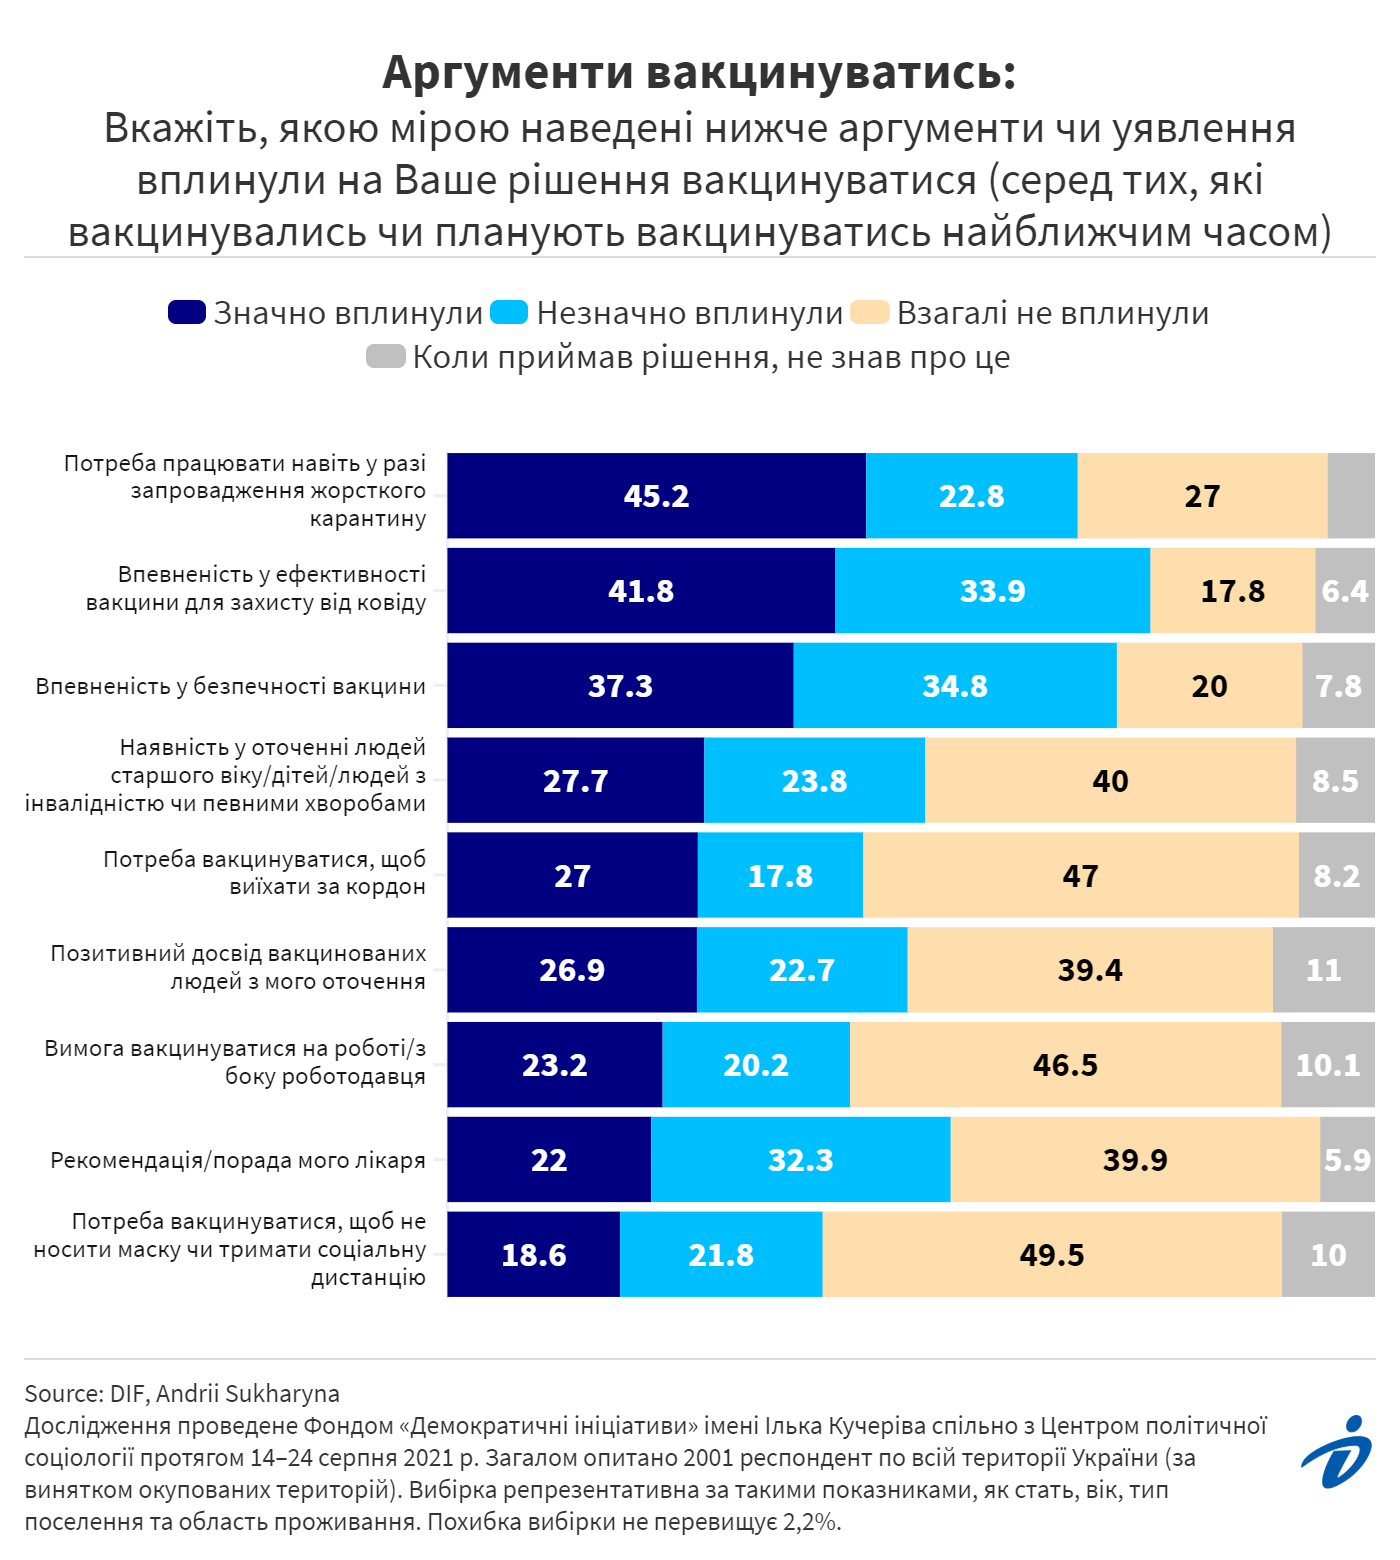 Аргументи вакцинуватись:
Вкажіть, якою мірою наведені нижче аргументи чи уявлення
вплинули на Ваше рішення вакцинуватися (серед тих, які
вакцинувались чи планують вакцинуватись найближчим часом)
Значно вплинули Незначно вплинули Взагалі не вплинули
Коли приймав рішення, не знав про це
Потреба працювати навіть у разі
запровадження жорсткого
карантину
45.2 22.8 27
Впевненість у ефективності
вакцини для захисту від ковіду
41.8 33.9 17.8 6.4
Впевненість у безпечності вакцини
37.3 34.8 20 7.8
Наявність у оточенні людей
старшого віку/дітей/людей з
інвалідністю чи певними хворобами
27.7 23.8 40 8.5
Потреба вакцинуватися, щоб
виїхати за кордон
27 17.8 47 8.2
Позитивний досвід вакцинованих
людей з мого оточення
26.9 22.7 39.4 11
Вимога вакцинуватися на роботі/з
боку роботодавця
23.2 20.2 46.5 10.1
Рекомендація/порада мого лікаря
22 32.3 39.9 5.9
Потреба вакцинуватися, щоб не
носити маску чи тримати соціальну
дистанцію
18.6 21.8 49.5 10
Source: DIF, Andrii Sukharyna
Дослідження проведене Фондом «Демократичні ініціативи» імені Ілька Кучеріва спільно з Центром політичної
соціології протягом 14–24 серпня 2021 р. Загалом опитано 2001 респондент по всій території України (за
винятком окупованих територій). Вибірка репрезентативна за такими показниками, як стать, вік, тип
поселення та область проживання. Похибка вибірки не перевищує 2,2%.